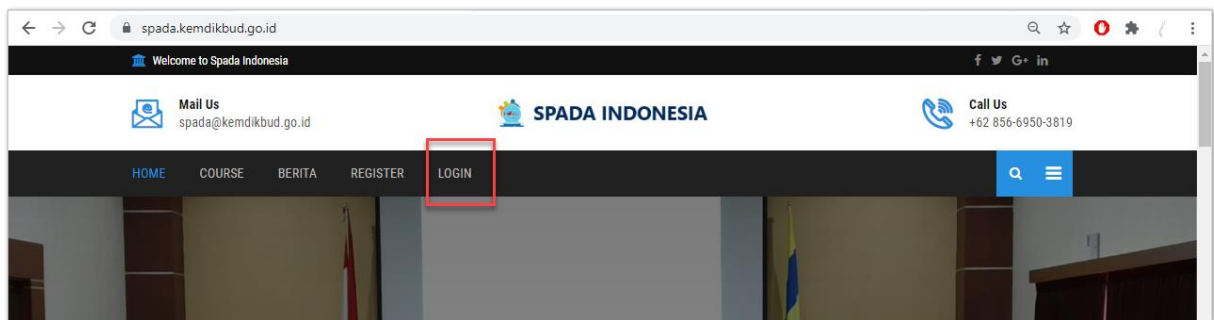 spada.kemdikbud.go.id
Welcome to Spada Indonesia
Mail Us
spada@kemdikbud.go.id
SPADA INDONESIA
Call Us
+62 856-6950-3819
HOME COURSE BERITA REGISTER LOGIN